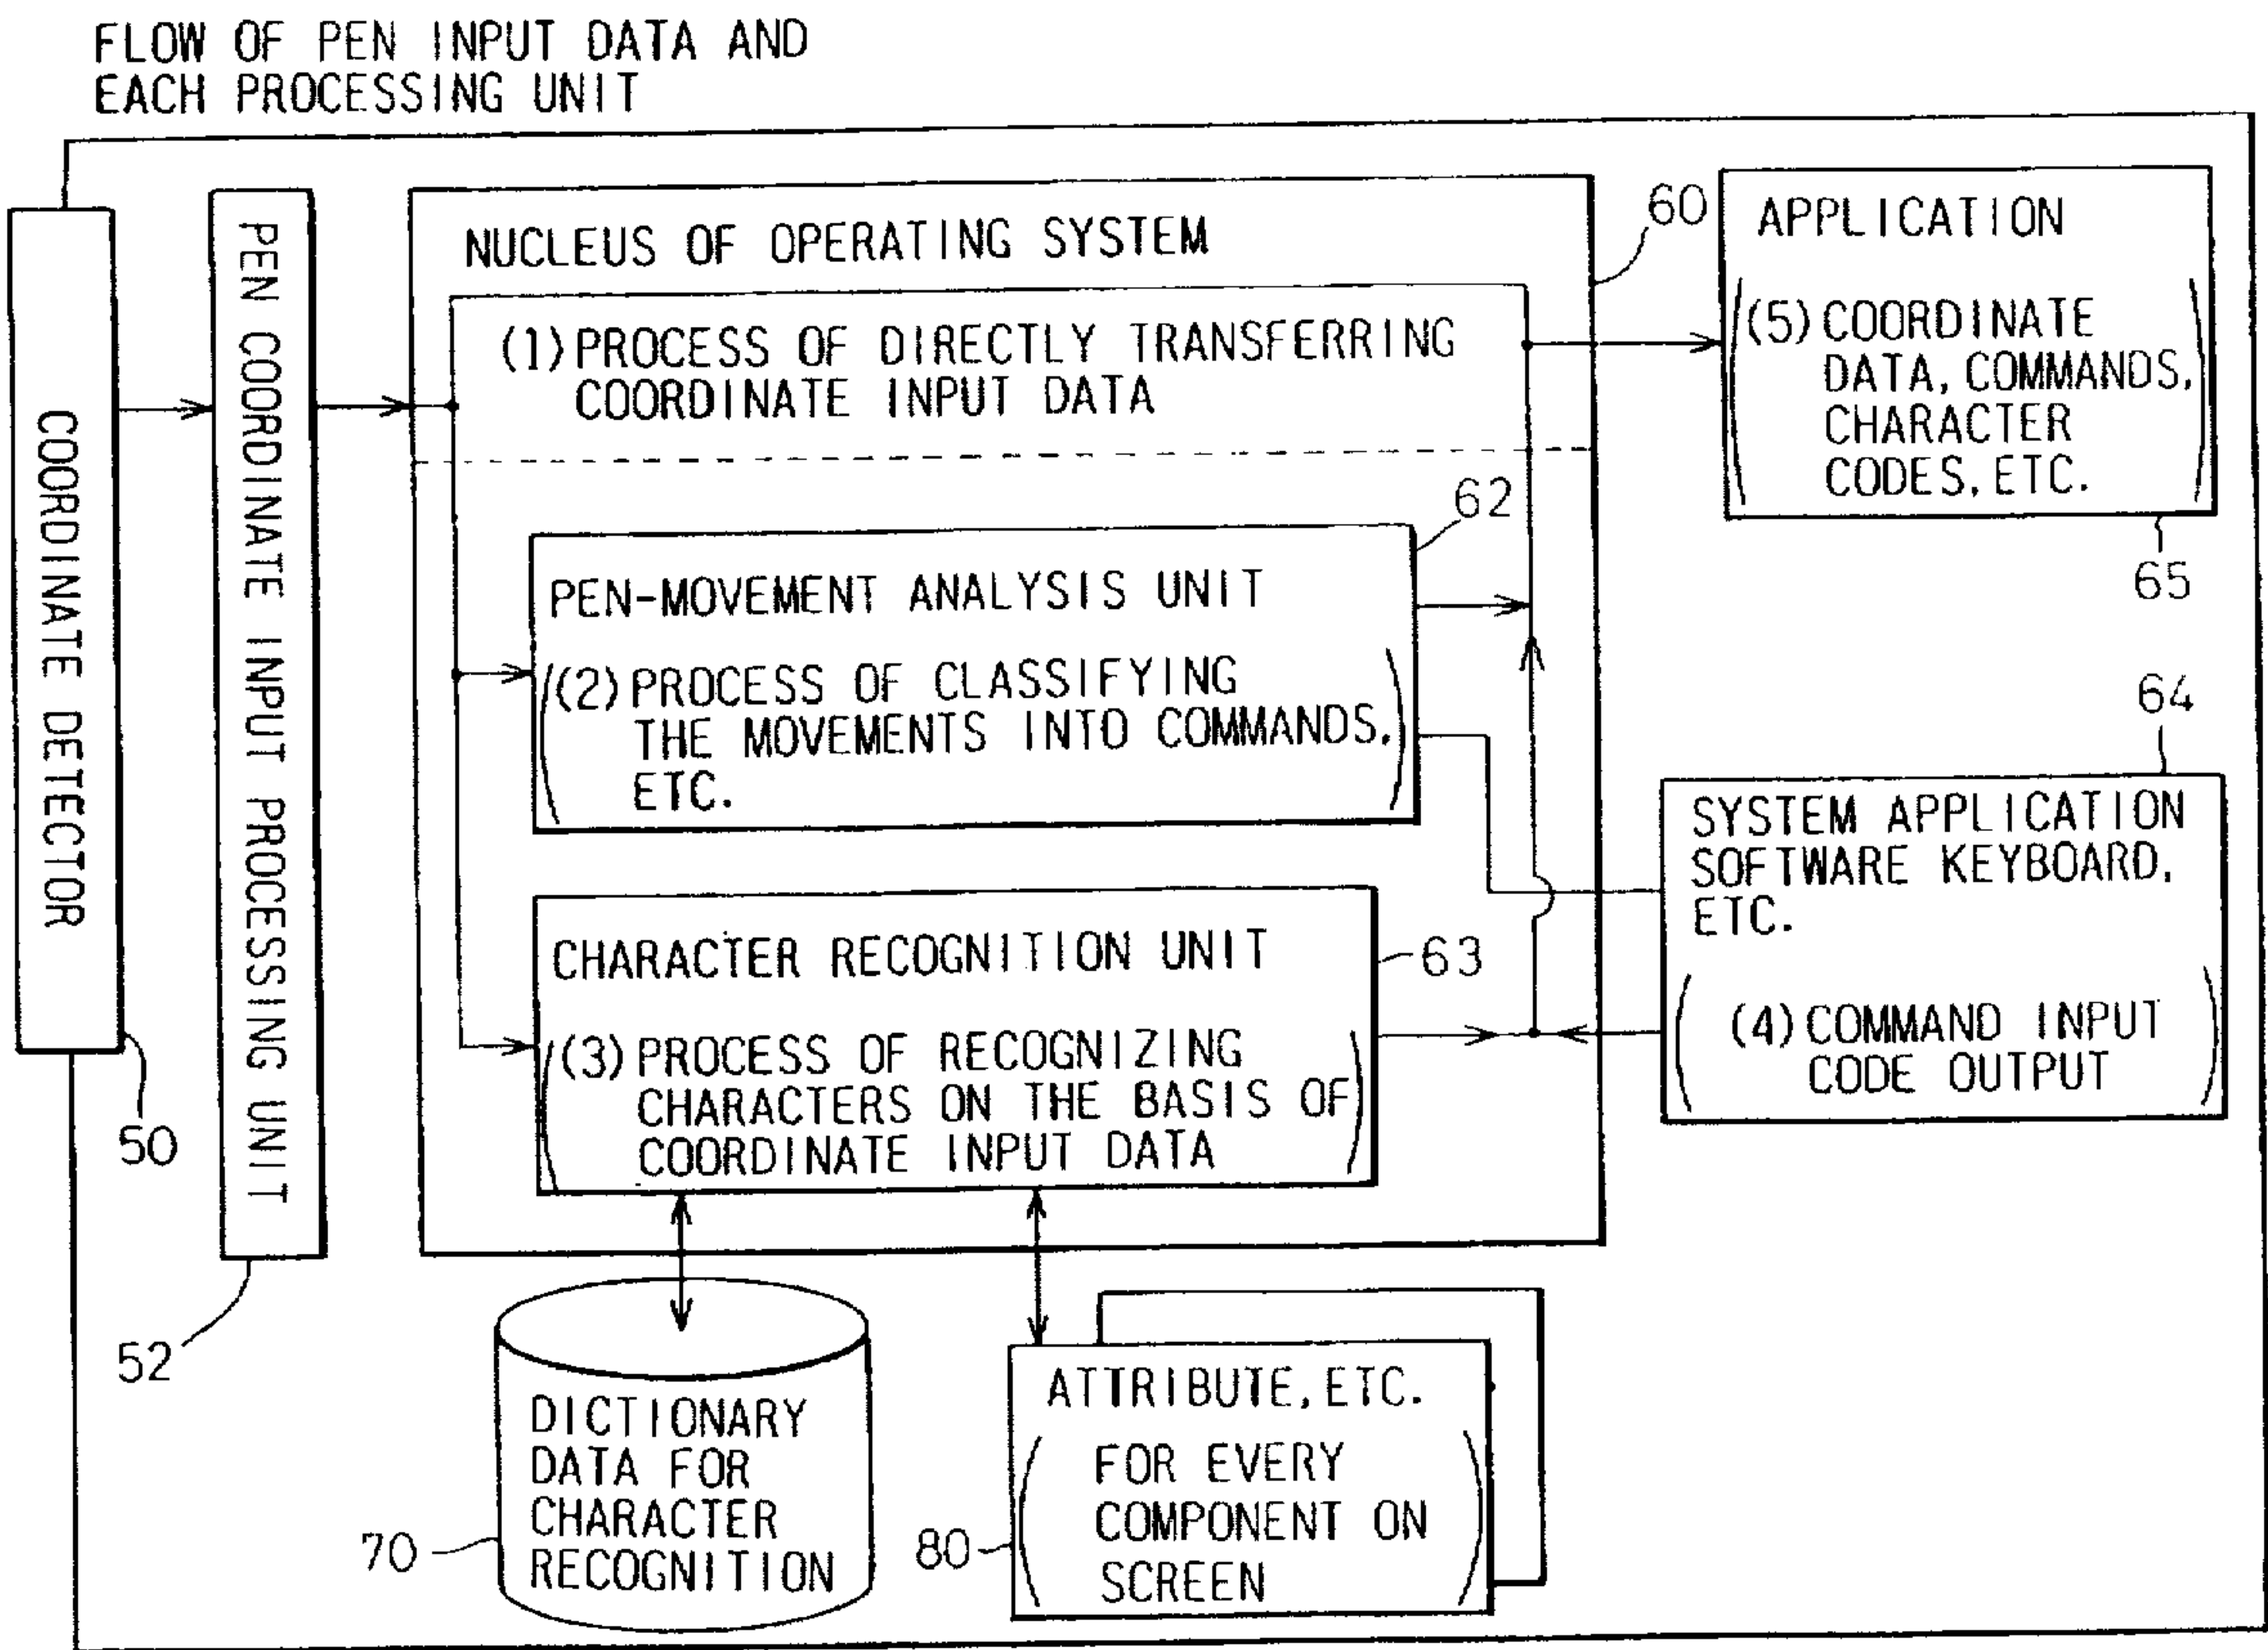 FLOW OF PEN INPUT DATA AND
EACH PROCESSING UNIT
COORDINATE DETECTOR
50
PEN COORDINATE INPUT PROCESSING UNIT
52
NUCLEUS OF OPERATING SYSTEM
60
(1) PROCESS OF DIRECTLY TRANSFERRING
COORDINATE INPUT DATA
62
PEN-MOVEMENT ANALYSIS UNIT
(2) PROCESS OF CLASSIFYING
THE MOVEMENTS INTO COMMANDS,
ETC.
CHARACTER RECOGNITION UNIT
63
(3) PROCESS OF RECOGNIZING
CHARACTERS ON THE BASIS OF
COORDINATE INPUT DATA
APPLICATION
(5) COORDINATE
DATA, COMMANDS,
CHARACTER
CODES, ETC.
65
64
SYSTEM APPLICATION
SOFTWARE KEYBOARD,
ETC.
(4) COMMAND INPUT
CODE OUTPUT
DICTIONARY
DATA FOR
CHARACTER
RECOGNITION
70
ATTRIBUTE, ETC.
FOR EVERY
COMPONENT ON
SCREEN
80